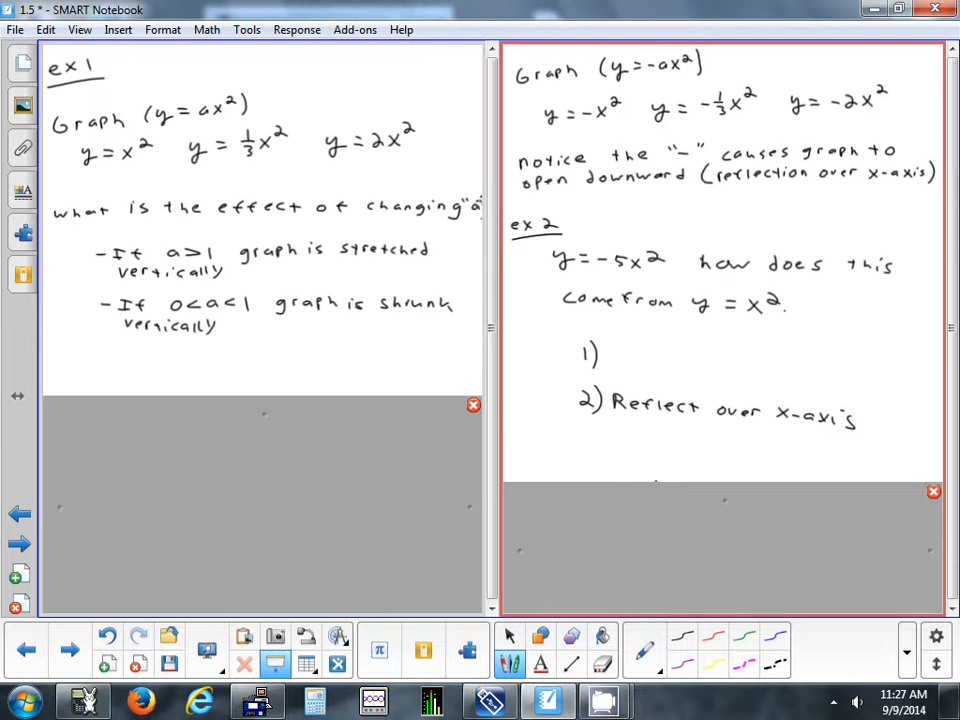 1.5 * - SMART Notebook
File Edit View Insert Format Math Tools Response Add-ons Help
ex 1
Graph (y = ax²)
y = x² y = 1/3x² y = 2x²
what is the effect of changing "a"
- If a > 1 graph is stretched
vertically
- If 0 < a < 1 graph is shrunk
vertically
Graph (y = -ax²)
y = -x² y = -1/3x² y = -2x²
notice the "-" causes graph to
open downward (reflection over x-axis)
ex 2
y = -5x² how does this
come from y = x².
1)
2) Reflect over x-axis
11:27 AM
9/9/2014